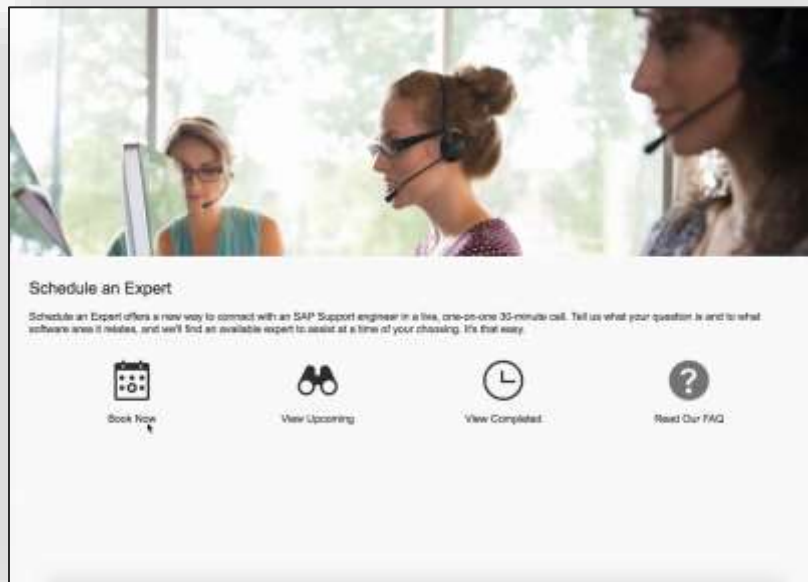 Schedule an Expert
Schedule an Expert offers a new way to connect with an SAP Support engineer in a live, one-on-one 30-minute call. Tell us what your question is and to what
software area it relates, and we'll find an available expert to assist at a time of your choosing. It's that easy.
Book Now
View Upcoming
View Completed
Read Our FAQ